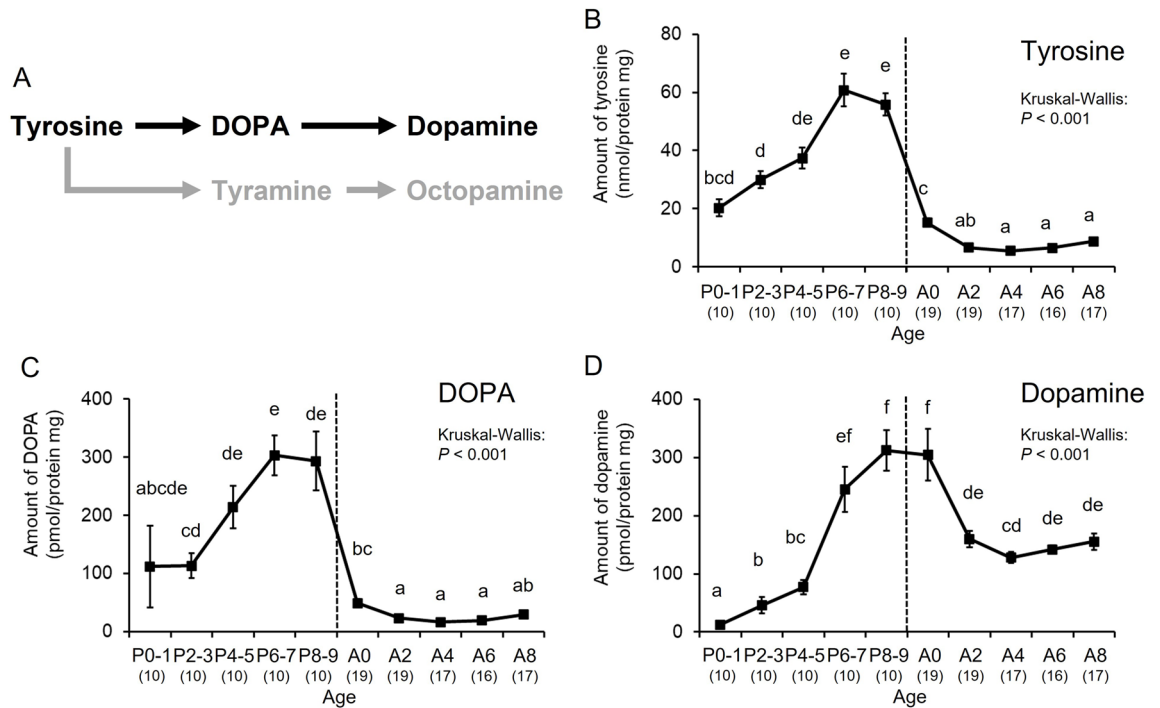 A
Tyrosine DOPA Dopamine
Tyramine Octopamine
B
Tyrosine
Kruskal-Wallis:
P < 0.001
Amount of tyrosine
(nmol/protein mg)
80
60
40
20
0
bcd d de e e c ab a a a
P0-1 P2-3 P4-5 P6-7 P8-9 A0 A2 A4 A6 A8
(10) (10) (10) (10) (10) (19) (19) (17) (16) (17)
Age
C
DOPA
Kruskal-Wallis:
P < 0.001
Amount of DOPA
(pmol/protein mg)
400
300
200
100
0
abcde cd de e de bc a a a ab
P0-1 P2-3 P4-5 P6-7 P8-9 A0 A2 A4 A6 A8
(10) (10) (10) (10) (10) (19) (19) (17) (16) (17)
Age
D
Dopamine
Kruskal-Wallis:
P < 0.001
Amount of dopamine
(pmol/protein mg)
400
300
200
100
0
a b bc ef f f de cd de de
P0-1 P2-3 P4-5 P6-7 P8-9 A0 A2 A4 A6 A8
(10) (10) (10) (10) (10) (19) (19) (17) (16) (17)
Age